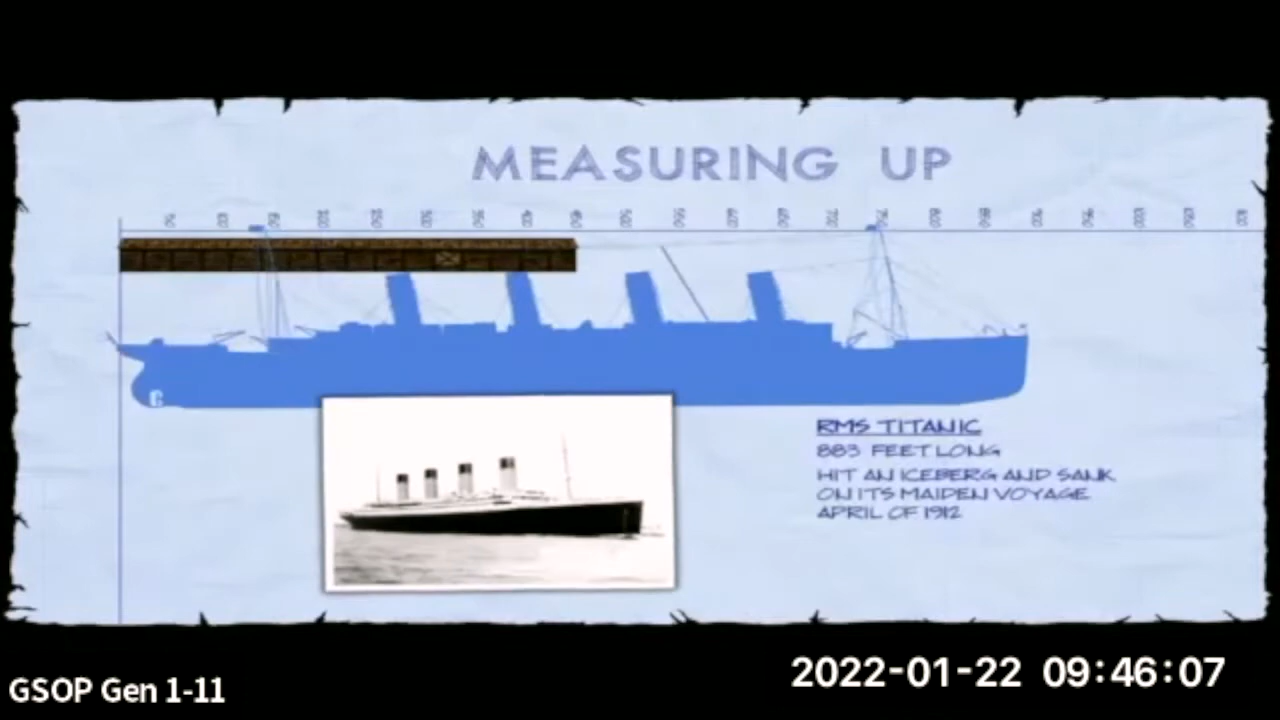 MEASURING UP
RMS TITANIC
883 FEET LONG
HIT AN ICEBERG AND SANK
ON ITS MAIDEN VOYAGE
APRIL OF 1912
GSOP Gen 1-11
2022-01-22 09:46:07